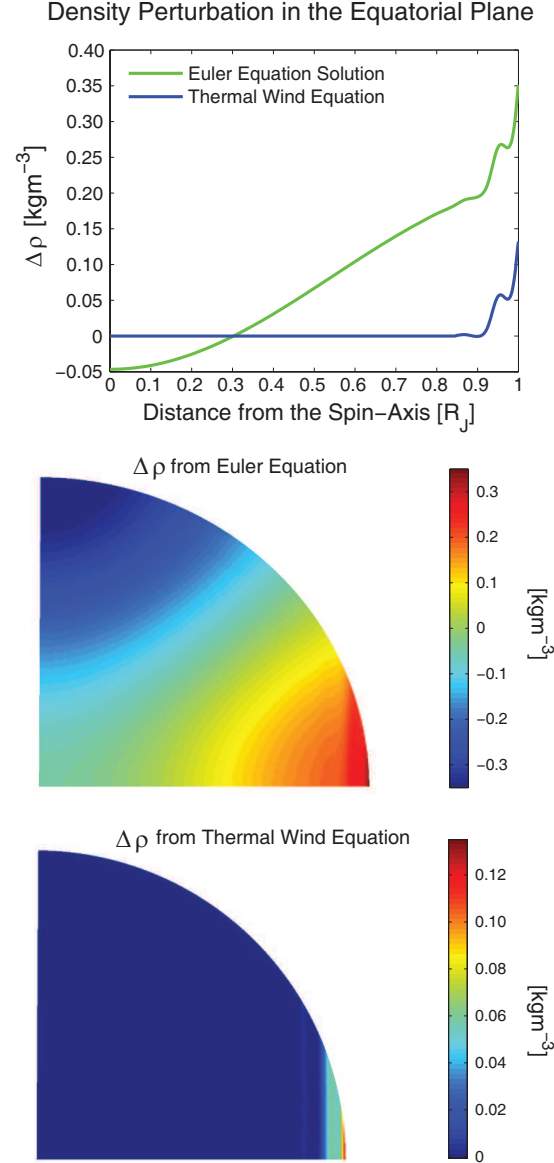 Density Perturbation in the Equatorial Plane
0.40
0.35
0.30
0.25
0.20
0.15
0.10
0.05
0
−0.05
Δρ [kgm−3]
Euler Equation Solution
Thermal Wind Equation
0 0.1 0.2 0.3 0.4 0.5 0.6 0.7 0.8 0.9 1
Distance from the Spin−Axis [RJ]
Δρ from Euler Equation
0.3
0.2
0.1
0
−0.1
−0.2
−0.3
[kgm−3]
Δρ from Thermal Wind Equation
0.12
0.10
0.08
0.06
0.04
0.02
0
[kgm−3]